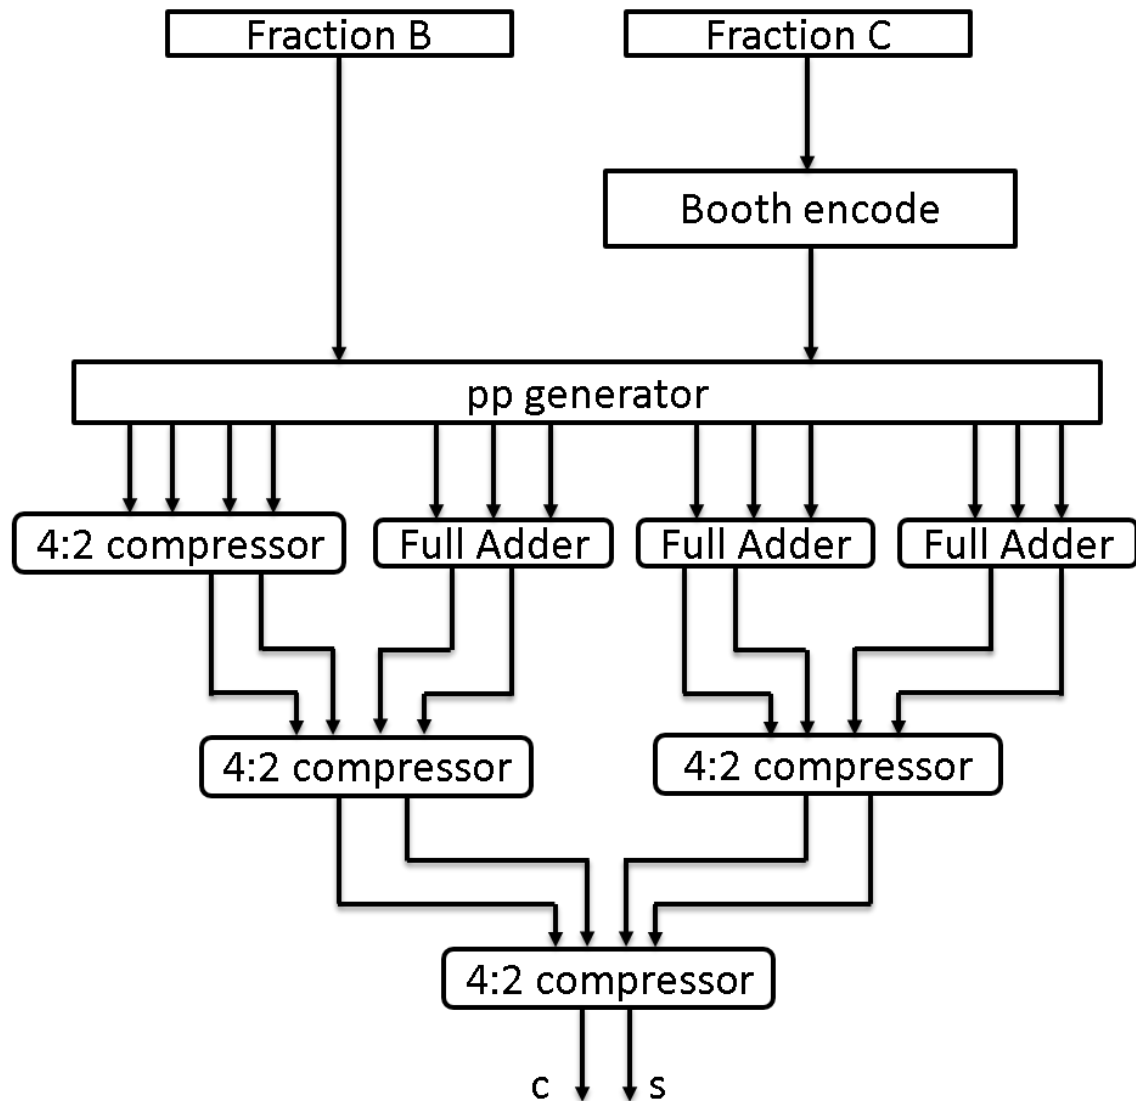 Fraction B
Fraction C
Booth encode
pp generator
4:2 compressor
Full Adder
Full Adder
Full Adder
4:2 compressor
4:2 compressor
4:2 compressor
c
s